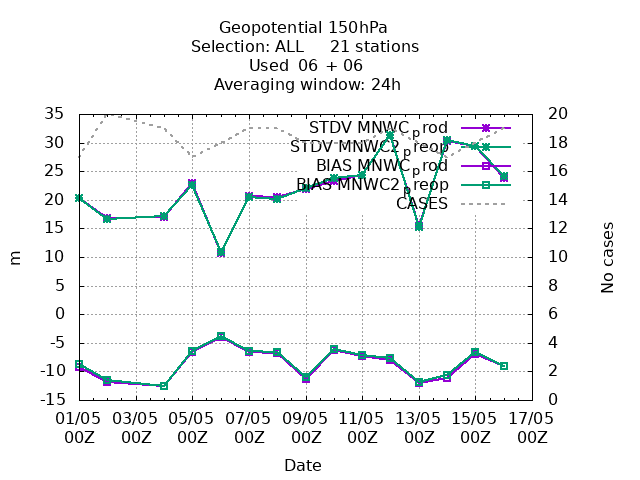 Geopotential 150hPa
Selection: ALL 21 stations
Used 06 + 06
Averaging window: 24h
35
30
25
20
15
10
5
0
-5
-10
-15
m
STDV MNWC_prod
STDV MNWC2_preop
BIAS MNWC_prod
BIAS MNWC2_preop
CASES
20
18
16
14
12
10
8
6
4
2
0
No cases
01/05 03/05 05/05 07/05 09/05 11/05 13/05 15/05 17/05
00Z 00Z 00Z 00Z 00Z 00Z 00Z 00Z 00Z
Date